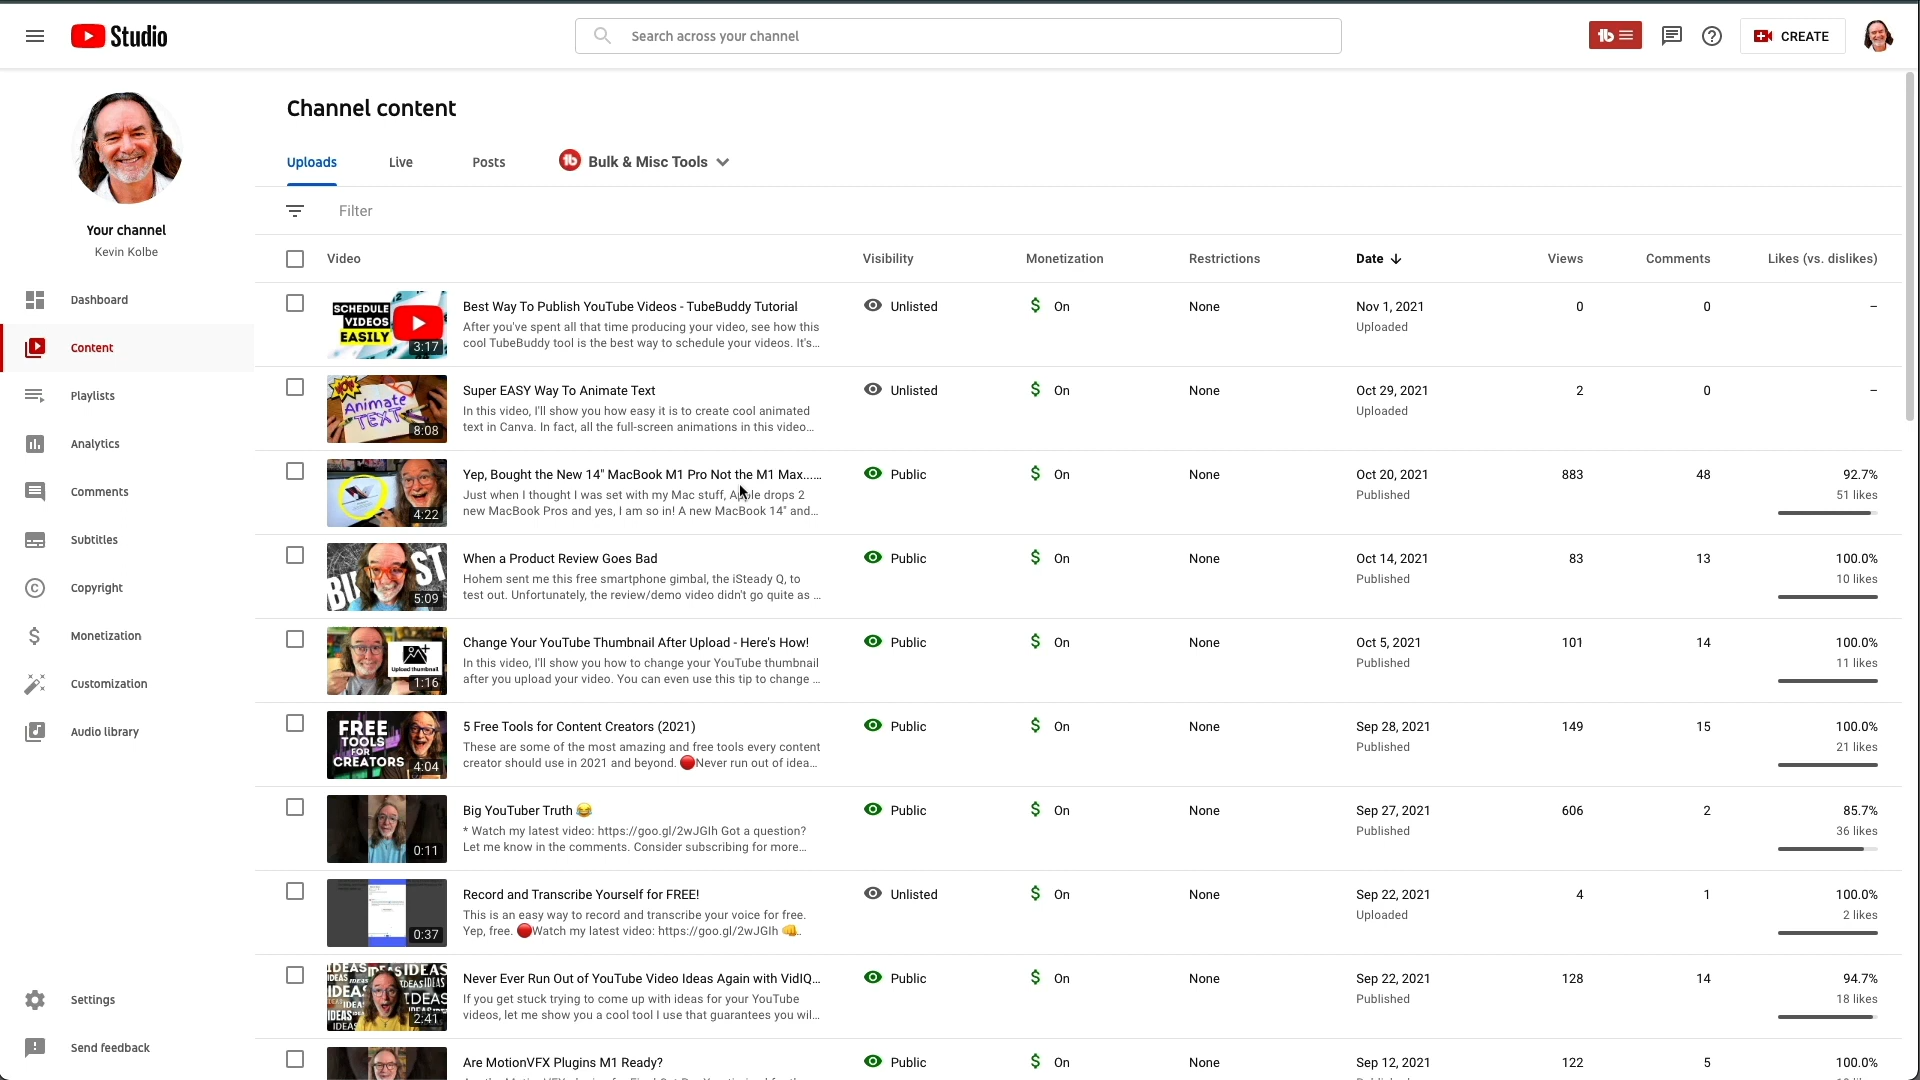 Studio
Search across your channel
CREATE
Your channel
Kevin Kolbe
Dashboard
Content
Playlists
Analytics
Comments
Subtitles
Copyright
Monetization
Customization
Audio library
Settings
Send feedback
Channel content
Uploads Live Posts Bulk & Misc Tools
Filter
Video Visibility Monetization Restrictions Date Views Comments Likes (vs. dislikes)
SCHEDULE
VIDEOS
EASILY
3:17
Best Way To Publish YouTube Videos - TubeBuddy Tutorial
After you've spent all that time producing your video, see how this
cool TubeBuddy tool is the best way to schedule your videos. It's...
Unlisted On None Nov 1, 2021 0 0 –
Uploaded
WOW
Animate
TEXT
8:08
Super EASY Way To Animate Text
In this video, I'll show you how easy it is to create cool animated
text in Canva. In fact, all the full-screen animations in this video...
Unlisted On None Oct 29, 2021 2 0 –
Uploaded
4:22
Yep, Bought the New 14" MacBook M1 Pro Not the M1 Max......
Just when I thought I was set with my Mac stuff, Apple drops 2
new MacBook Pros and yes, I am so in! A new MacBook 14" and...
Public On None Oct 20, 2021 883 48 92.7%
Published 51 likes
BU ST
5:09
When a Product Review Goes Bad
Hohem sent me this free smartphone gimbal, the iSteady Q, to
test out. Unfortunately, the review/demo video didn't go quite as ...
Public On None Oct 14, 2021 83 13 100.0%
Published 10 likes
Upload thumbnail
1:16
Change Your YouTube Thumbnail After Upload - Here's How!
In this video, I'll show you how to change your YouTube thumbnail
after you upload your video. You can even use this tip to change ...
Public On None Oct 5, 2021 101 14 100.0%
Published 11 likes
FREE
TOOLS
FOR
CREATORS
4:04
5 Free Tools for Content Creators (2021)
These are some of the most amazing and free tools every content
creator should use in 2021 and beyond. 🔴Never run out of idea...
Public On None Sep 28, 2021 149 15 100.0%
Published 21 likes
0:11
Big YouTuber Truth 😂
* Watch my latest video: https://goo.gl/2wJGIh Got a question?
Let me know in the comments. Consider subscribing for more...
Public On None Sep 27, 2021 606 2 85.7%
Published 36 likes
0:37
Record and Transcribe Yourself for FREE!
This is an easy way to record and transcribe your voice for free.
Yep, free. 🔴Watch my latest video: https://goo.gl/2wJGIh 👊...
Unlisted On None Sep 22, 2021 4 1 100.0%
Uploaded 2 likes
IDEAS
2:41
Never Ever Run Out of YouTube Video Ideas Again with VidIQ...
If you get stuck trying to come up with ideas for your YouTube
videos, let me show you a cool tool I use that guarantees you wil...
Public On None Sep 22, 2021 128 14 94.7%
Published 18 likes
Are MotionVFX Plugins M1 Ready?
Public On None Sep 12, 2021 122 5 100.0%